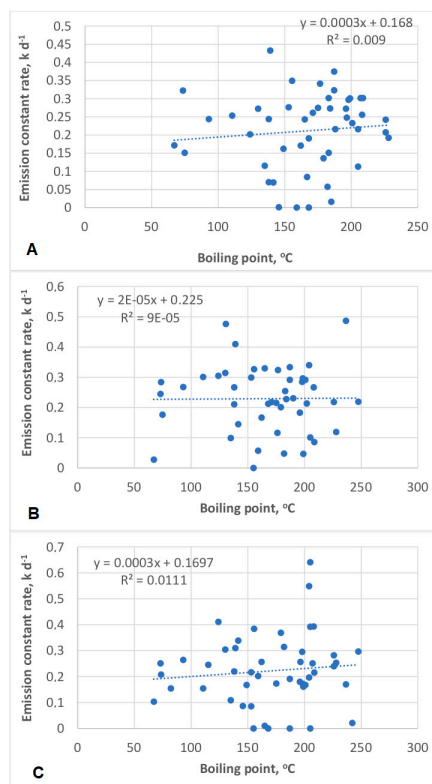 y = 0.0003x + 0.168
R² = 0.009
Emission constant rate, k d⁻¹
0.5
0.45
0.4
0.35
0.3
0.25
0.2
0.15
0.1
0.05
0
0 50 100 150 200 250
Boiling point, °C
A
y = 2E-05x + 0.225
R² = 9E-05
Emission constant rate, k d⁻¹
0.6
0.5
0.4
0.3
0.2
0.1
0
0 50 100 150 200 250 300
Boiling point, °C
B
y = 0.0003x + 0.1697
R² = 0.0111
Emission constant rate, k d⁻¹
0.7
0.6
0.5
0.4
0.3
0.2
0.1
0
0 50 100 150 200 250 300
Boiling point, °C
C